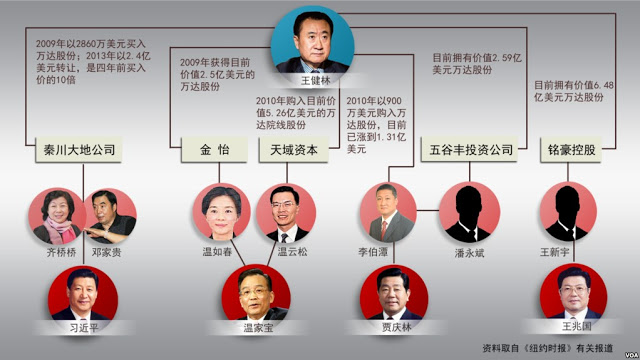 王健林
2009年以2860万美元买入
万达股份;2013年以2.4亿
美元转让,是四年前买入
价的10倍
2009年获得目前
价值2.5亿美元的
万达股份
2010年购入目前价
值5.26亿美元的万
达院线股份
2010年以900
万美元购入万
达股份,目前
已涨到1.31亿
美元
目前拥有价值2.59
亿美元万达股份
目前拥有价值6.48
亿美元万达股份
秦川大地公司
金 怡
天域资本
五谷丰投资公司
铭豪控股
齐桥桥
邓家贵
温如春
温云松
李伯潭
潘永斌
王新宇
习近平
温家宝
贾庆林
王兆国
资料取自《纽约时报》有关报道
VOA